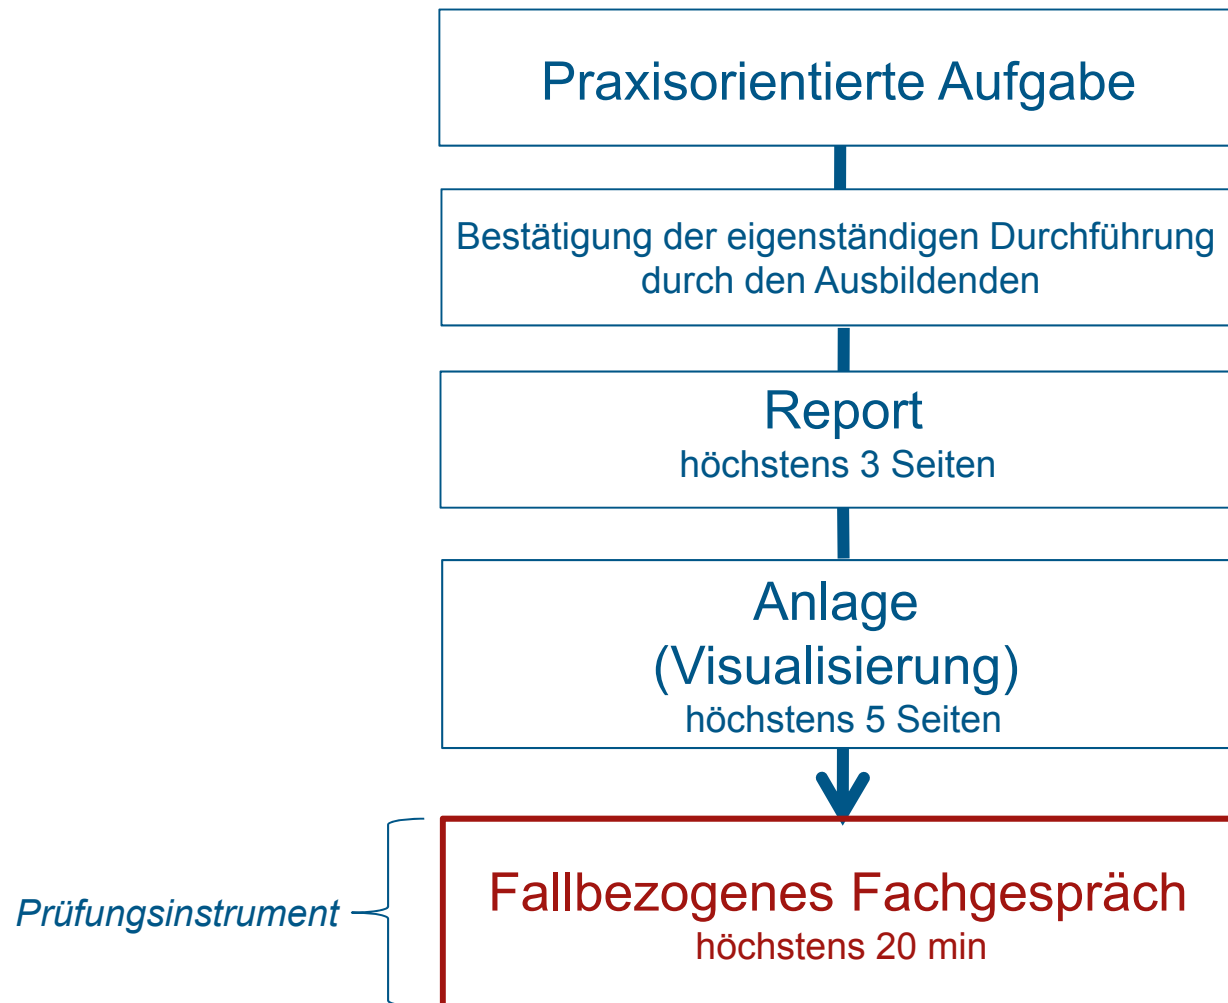 Praxisorientierte Aufgabe
Bestätigung der eigenständigen Durchführung
durch den Ausbildenden
Report
höchstens 3 Seiten
Anlage
(Visualisierung)
höchstens 5 Seiten
Prüfungsinstrument
Fallbezogenes Fachgespräch
höchstens 20 min